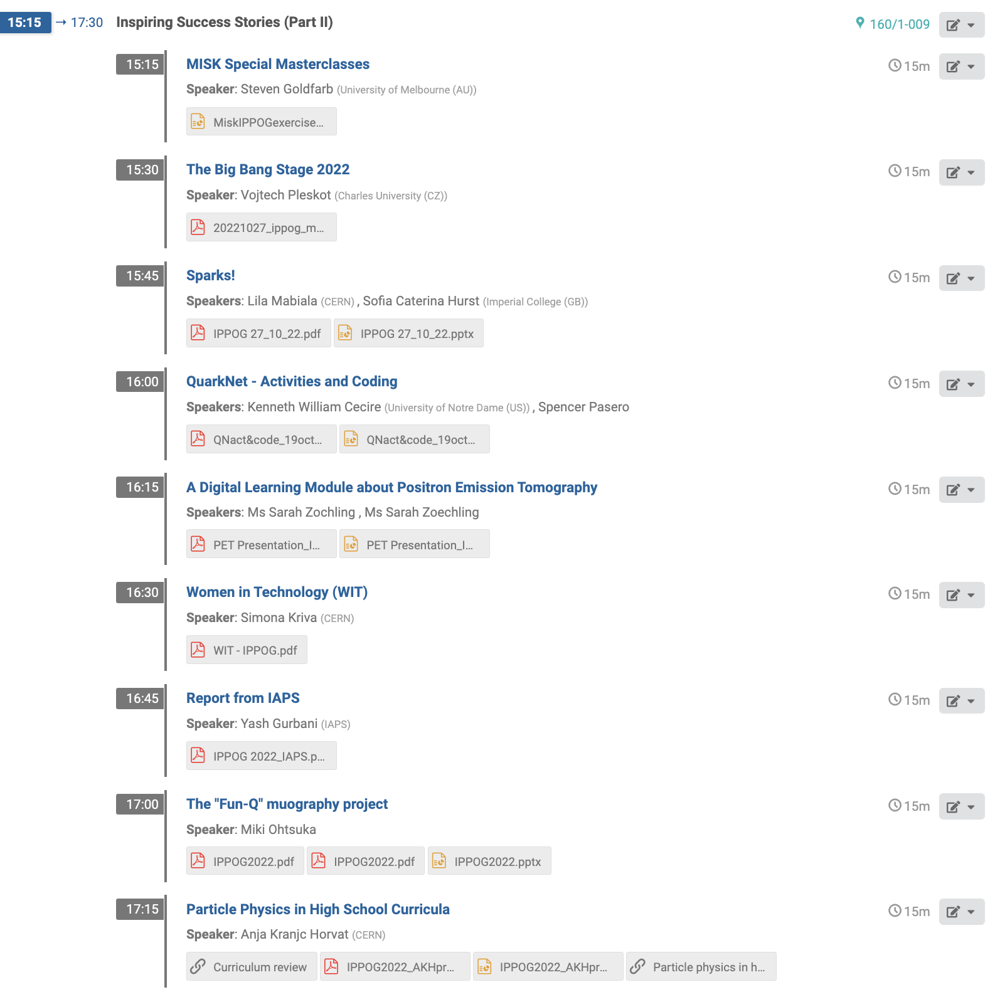 15:15 → 17:30 Inspiring Success Stories (Part II) 160/1-009
15:15 MISK Special Masterclasses 15m
Speaker: Steven Goldfarb (University of Melbourne (AU))
MiskIPPOGexercise...
15:30 The Big Bang Stage 2022 15m
Speaker: Vojtech Pleskot (Charles University (CZ))
20221027_ippog_m...
15:45 Sparks! 15m
Speakers: Lila Mabiala (CERN) , Sofia Caterina Hurst (Imperial College (GB))
IPPOG 27_10_22.pdf IPPOG 27_10_22.pptx
16:00 QuarkNet - Activities and Coding 15m
Speakers: Kenneth William Cecire (University of Notre Dame (US)) , Spencer Pasero
QNact&code_19oct... QNact&code_19oct...
16:15 A Digital Learning Module about Positron Emission Tomography 15m
Speakers: Ms Sarah Zochling , Ms Sarah Zoechling
PET Presentation_I... PET Presentation_I...
16:30 Women in Technology (WIT) 15m
Speaker: Simona Kriva (CERN)
WIT - IPPOG.pdf
16:45 Report from IAPS 15m
Speaker: Yash Gurbani (IAPS)
IPPOG 2022_IAPS.p...
17:00 The "Fun-Q" muography project 15m
Speaker: Miki Ohtsuka
IPPOG2022.pdf IPPOG2022.pdf IPPOG2022.pptx
17:15 Particle Physics in High School Curricula 15m
Speaker: Anja Kranjc Horvat (CERN)
Curriculum review IPPOG2022_AKHpr... IPPOG2022_AKHpr... Particle physics in h...